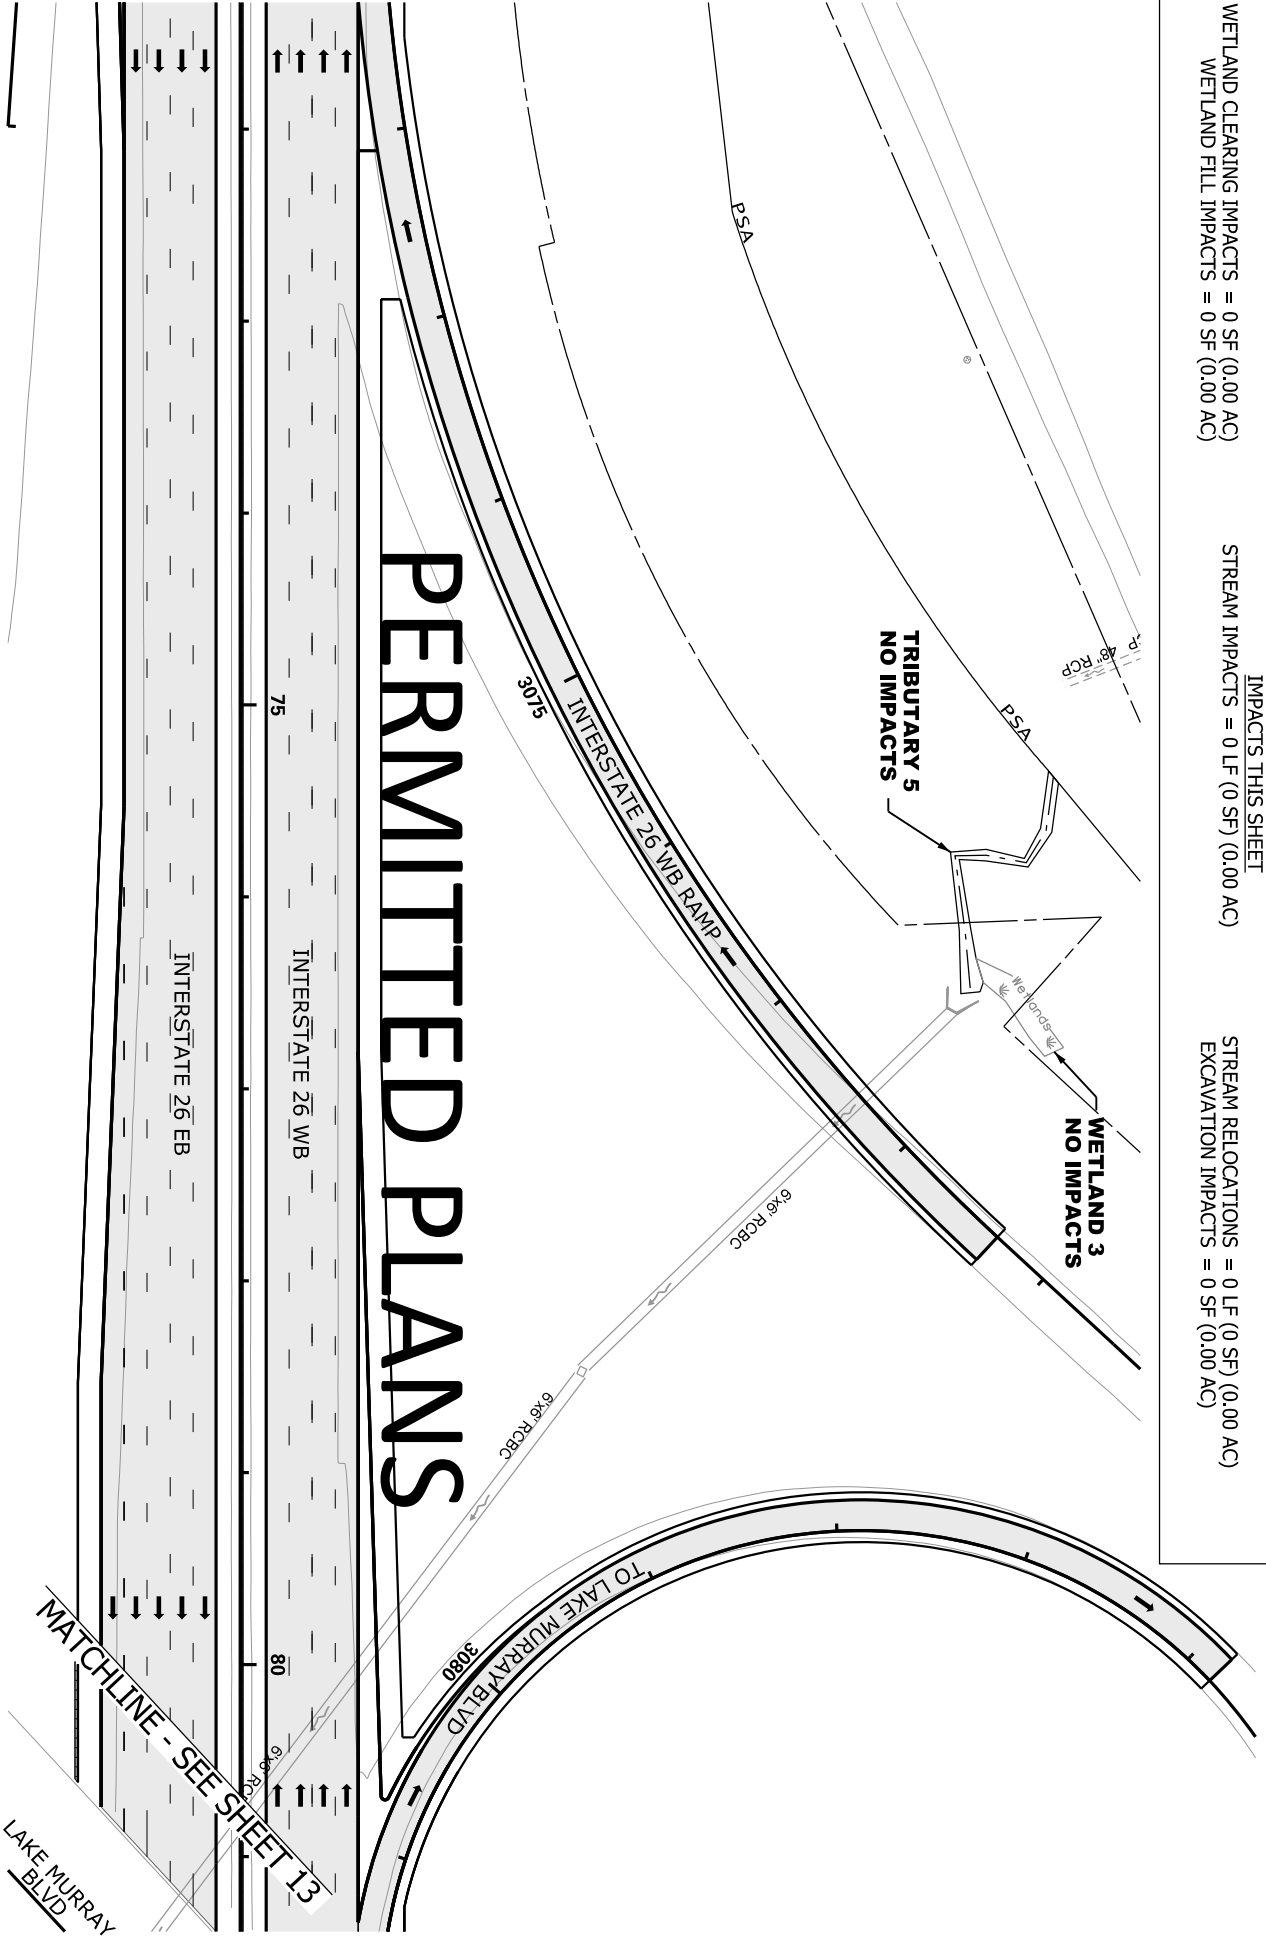 IMPACTS THIS SHEET
WETLAND CLEARING IMPACTS = 0 SF (0.00 AC)
WETLAND FILL IMPACTS = 0 SF (0.00 AC)
STREAM IMPACTS = 0 LF (0 SF) (0.00 AC)
STREAM RELOCATIONS = 0 LF (0 SF) (0.00 AC)
EXCAVATION IMPACTS = 0 SF (0.00 AC)
PSA
48" RCP
PSA
TRIBUTARY 5
NO IMPACTS
Wetlands
WETLAND 3
NO IMPACTS
3075
INTERSTATE 26 WB RAMP
6'x6' RCBC
6'x6' RCBC
PERMITTED PLANS
75
INTERSTATE 26 WB
INTERSTATE 26 EB
TO LAKE MURRAY BLVD
3080
80
MATCHLINE - SEE SHEET 13
LAKE MURRAY
BLVD